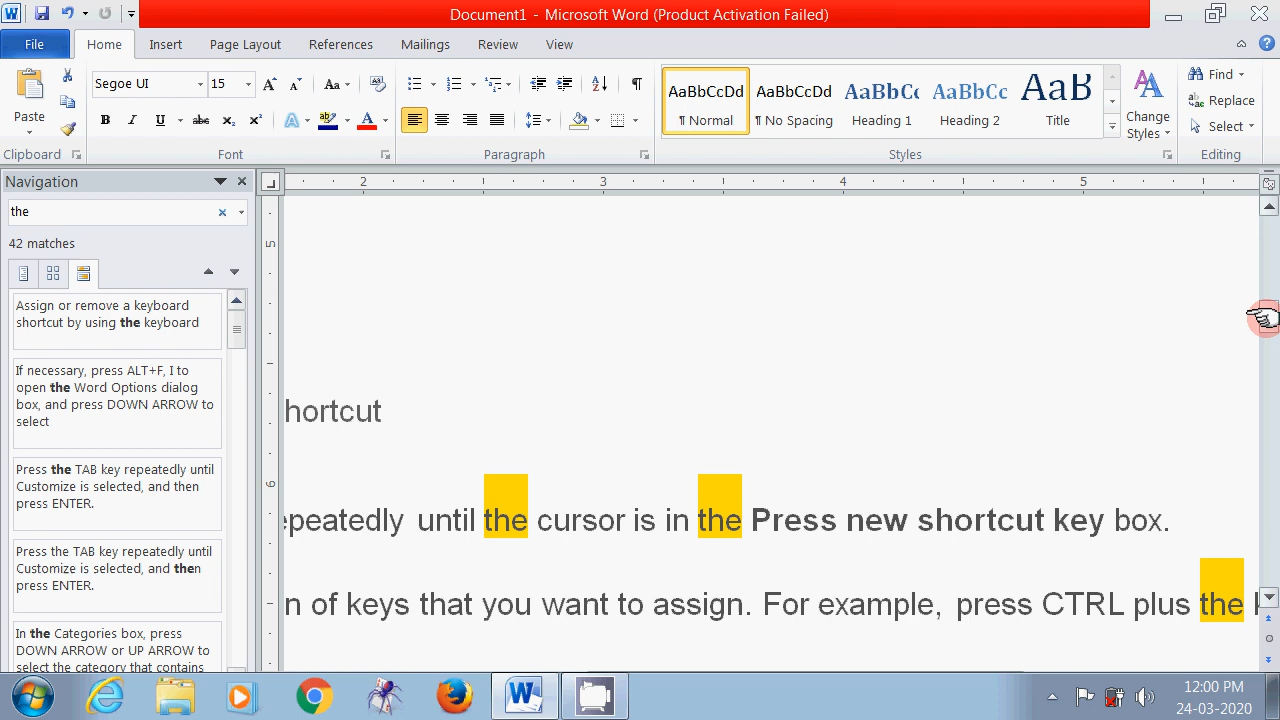 Document1 - Microsoft Word (Product Activation Failed)
File Home Insert Page Layout References Mailings Review View
Paste
Segoe UI 15
Aa
B I U abc x₂ x² A ab A
¶
AaBbCcDd AaBbCcDd AaBbCc AaBbCc AaB
¶ Normal ¶ No Spacing Heading 1 Heading 2 Title
Change Styles
Find
Replace
Select
Clipboard Font Paragraph Styles Editing
Navigation
the
42 matches
Assign or remove a keyboard
shortcut by using the keyboard
If necessary, press ALT+F, I to
open the Word Options dialog
box, and press DOWN ARROW to
select
Press the TAB key repeatedly until
Customize is selected, and then
press ENTER.
Press the TAB key repeatedly until
Customize is selected, and then
press ENTER.
In the Categories box, press
DOWN ARROW or UP ARROW to
select the category that contains
2 3 4 5
5
6
hortcut
epeatedly until the cursor is in the Press new shortcut key box.
n of keys that you want to assign. For example, press CTRL plus the k
12:00 PM
24-03-2020